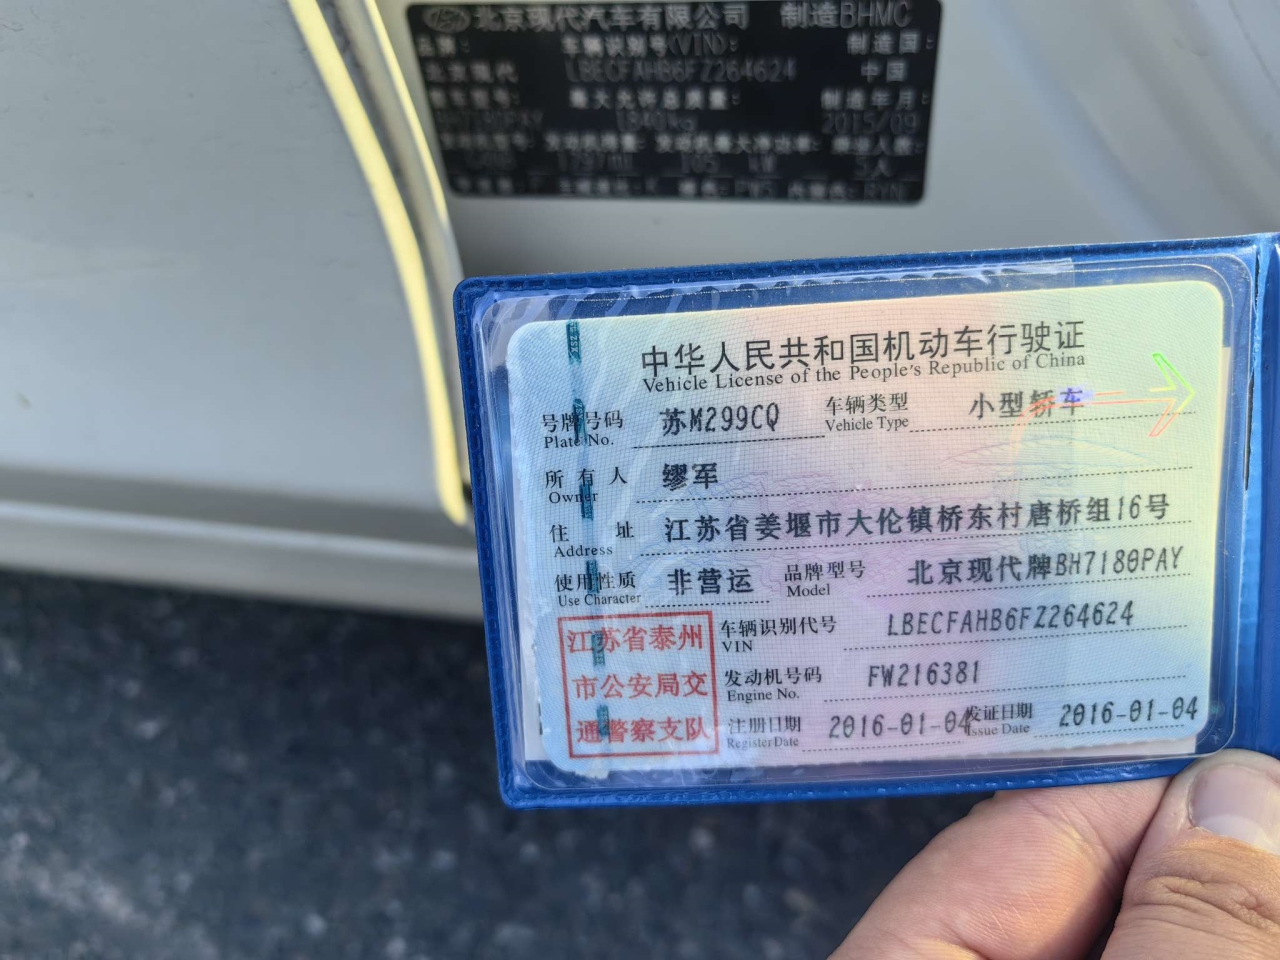 北京现代汽车有限公司 制造BHMC
品牌: 车辆识别号(VIN): 制造国:
北京现代 LBECFAHB6FZ264624 中国
整车型号: 最大允许总质量: 制造年月:
BH7180PAY 1840kg 2015/09
发动机排量: 发动机最大净功率: 乘坐人数:
1797ml 105 kW 5人
中华人民共和国机动车行驶证
Vehicle License of the People's Republic of China
号牌号码 苏M299CQ 车辆类型 小型轿车
Plate No. Vehicle Type
所有人 缪军
Owner
住址 江苏省姜堰市大伦镇桥东村唐桥组16号
Address
使用性质 非营运 品牌型号 北京现代牌BH7180PAY
Use Character Model
江苏省泰州
市公安局交
通警察支队
车辆识别代号 LBECFAHB6FZ264624
VIN
发动机号码 FW216381
Engine No.
注册日期 2016-01-04 发证日期 2016-01-04
Register Date Issue Date